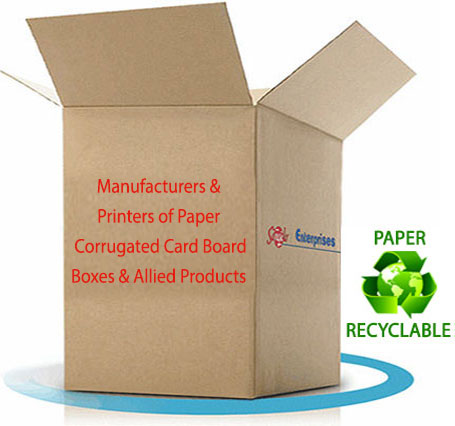 Manufacturers &
Printers of Paper
Corrugated Card Board
Boxes & Allied Products
Enterprises
PAPER
RECYCLABLE